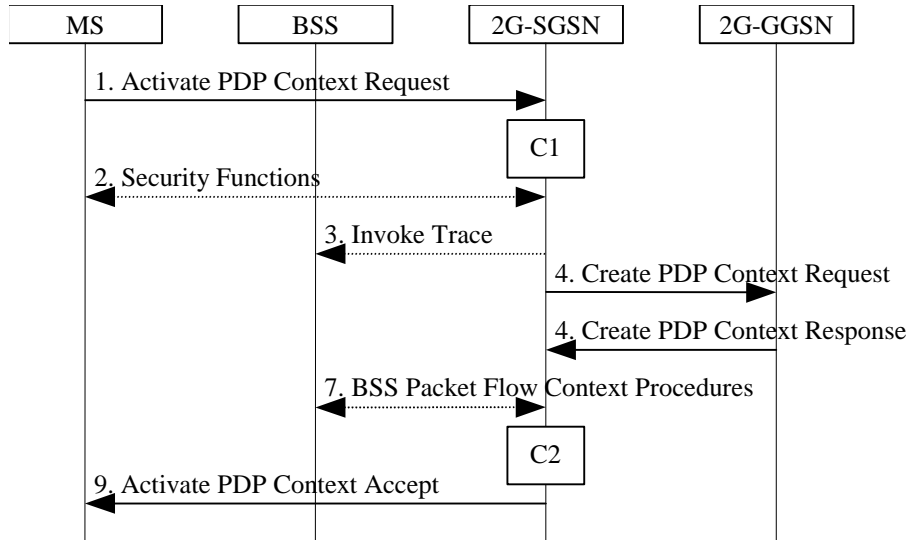 MS BSS 2G-SGSN 2G-GGSN
1. Activate PDP Context Request
C1
2. Security Functions
3. Invoke Trace
4. Create PDP Context Request
4. Create PDP Context Response
7. BSS Packet Flow Context Procedures
C2
9. Activate PDP Context Accept